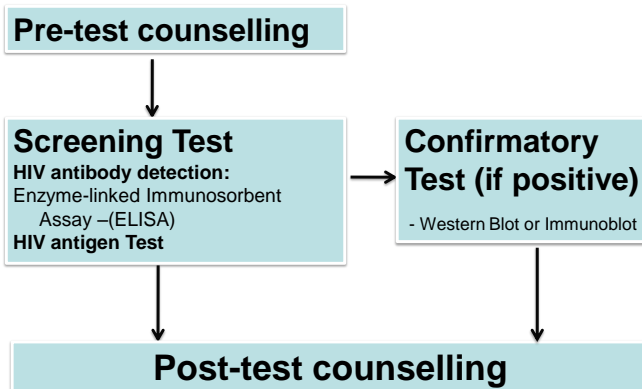 Pre-test counselling
Screening Test
HIV antibody detection:
Enzyme-linked Immunosorbent
Assay –(ELISA)
HIV antigen Test
Confirmatory
Test (if positive)
- Western Blot or Immunoblot
Post-test counselling